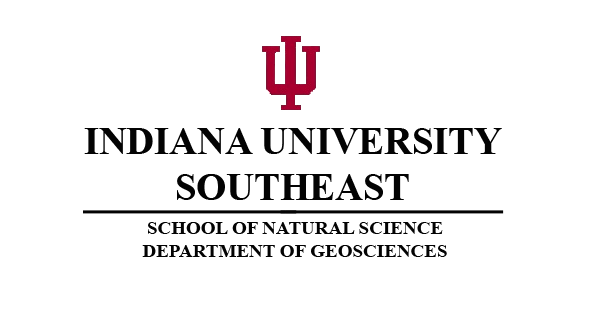 INDIANA UNIVERSITY
SOUTHEAST
SCHOOL OF NATURAL SCIENCE
DEPARTMENT OF GEOSCIENCES